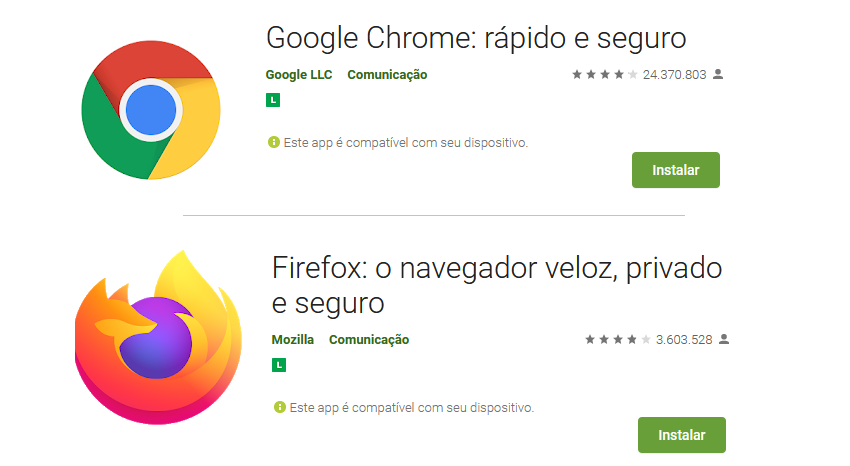 Google Chrome: rápido e seguro
Google LLC Comunicação 24.370.803
L
Este app é compatível com seu dispositivo.
Instalar
Firefox: o navegador veloz, privado
e seguro
Mozilla Comunicação 3.603.528
L
Este app é compatível com seu dispositivo.
Instalar